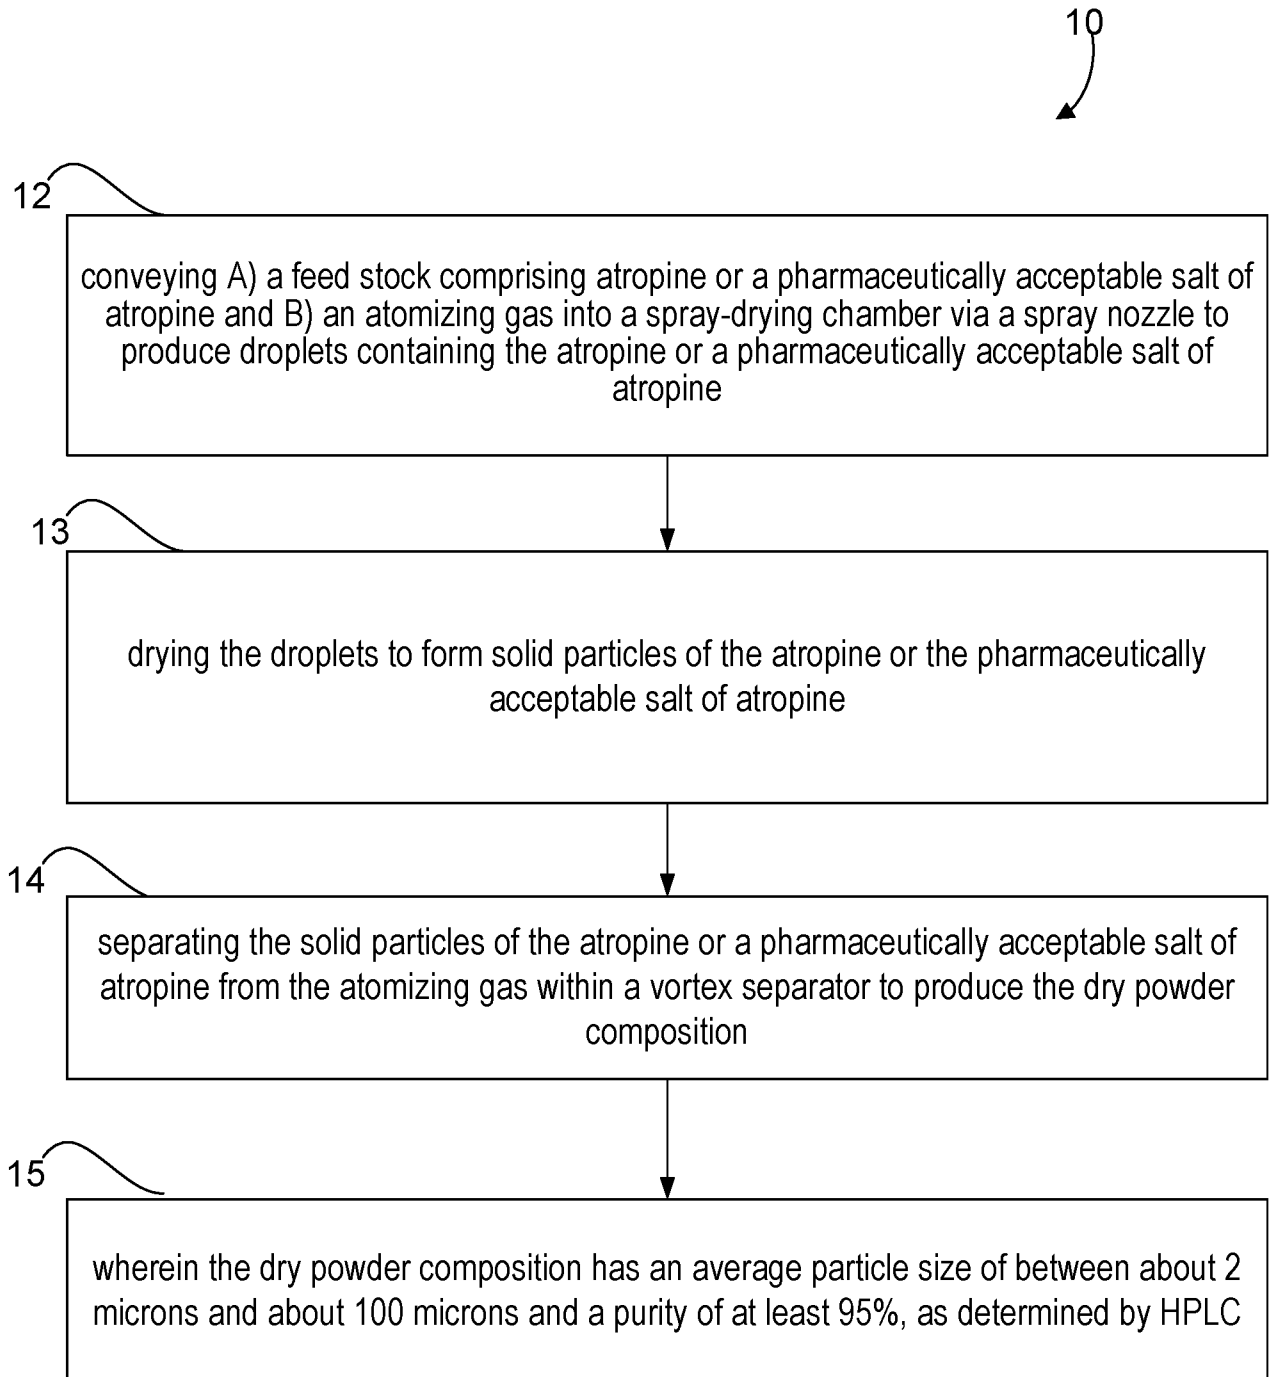 10
12
conveying A) a feed stock comprising atropine or a pharmaceutically acceptable salt of
atropine and B) an atomizing gas into a spray-drying chamber via a spray nozzle to
produce droplets containing the atropine or a pharmaceutically acceptable salt of
atropine
13
drying the droplets to form solid particles of the atropine or the pharmaceutically
acceptable salt of atropine
14
separating the solid particles of the atropine or a pharmaceutically acceptable salt of
atropine from the atomizing gas within a vortex separator to produce the dry powder
composition
15
wherein the dry powder composition has an average particle size of between about 2
microns and about 100 microns and a purity of at least 95%, as determined by HPLC